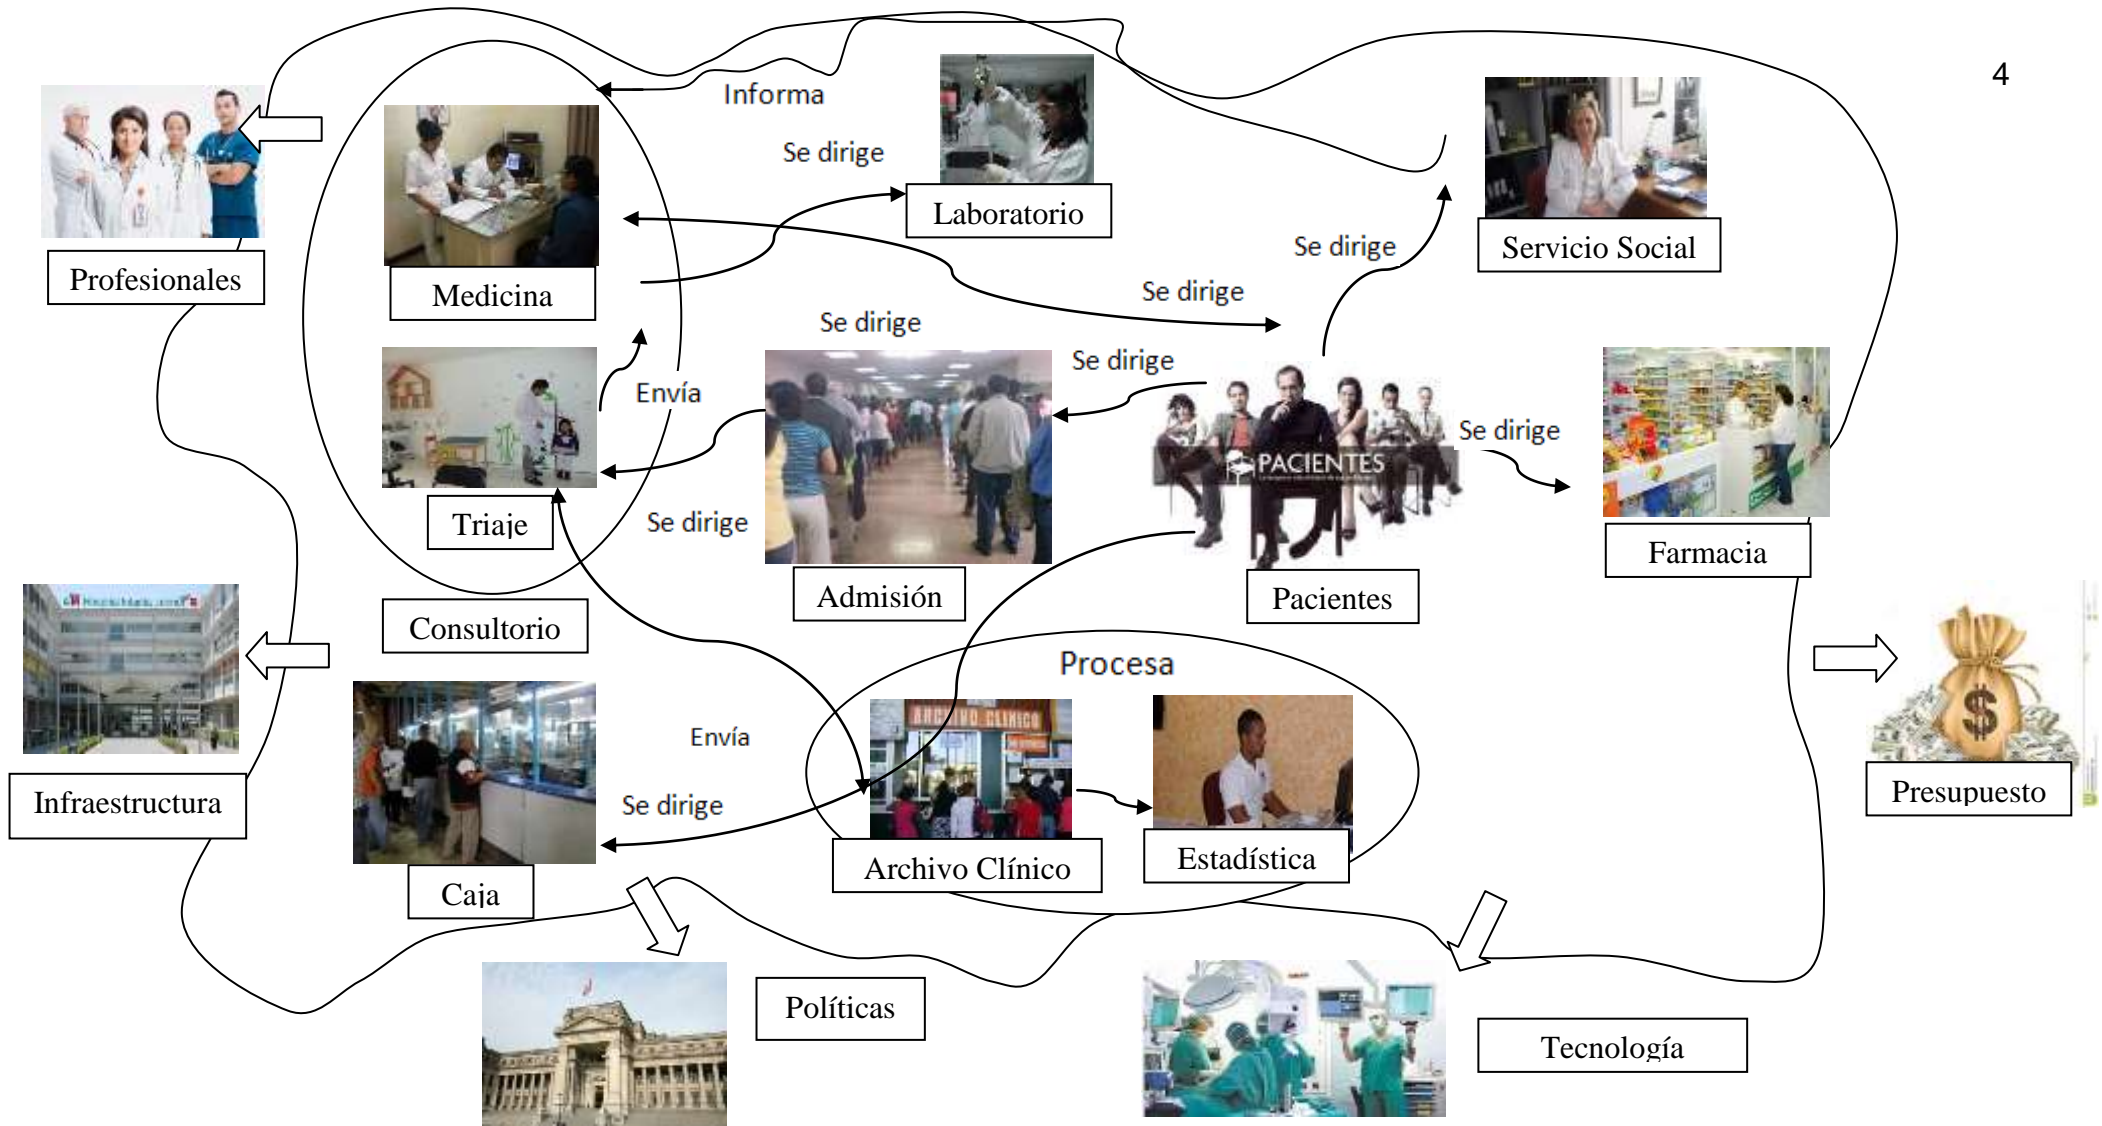 4
Informa
Se dirige
Laboratorio
Servicio Social
Profesionales
Medicina
Se dirige
Se dirige
Se dirige
Se dirige
Envía
Se dirige
PACIENTES
Triaje
Se dirige
Admisión
Pacientes
Farmacia
Consultorio
Procesa
ARCHIVO CLINICO
Envía
Se dirige
Infraestructura
Presupuesto
Archivo Clínico
Estadística
Caja
Políticas
Tecnología
$